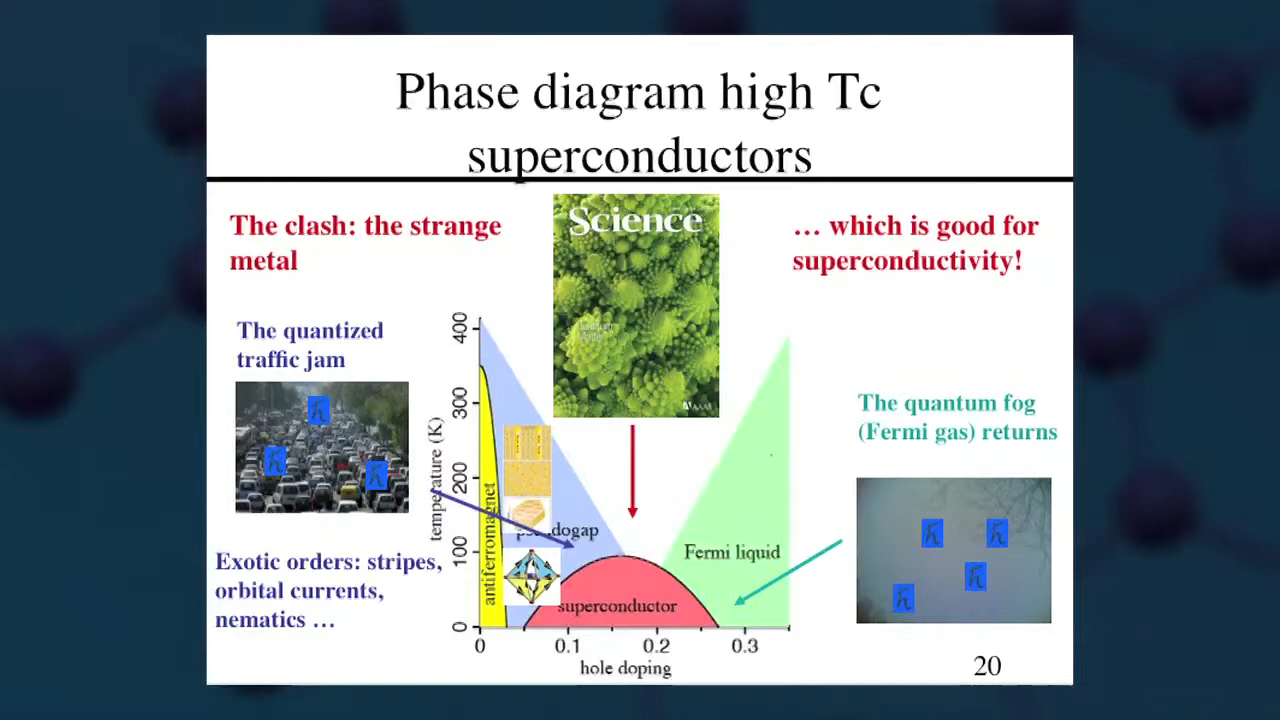 Phase diagram high Tc
superconductors
The clash: the strange
metal
Science
… which is good for
superconductivity!
The quantized
traffic jam
ħ
ħ
ħ
AAAS
The quantum fog
(Fermi gas) returns
ħ
ħ
ħ
ħ
Exotic orders: stripes,
orbital currents,
nematics …
temperature (K)
400
300
200
100
0
antiferromagnet
Fermi liquid
superconductor
0
0.1
0.2
0.3
hole doping
20